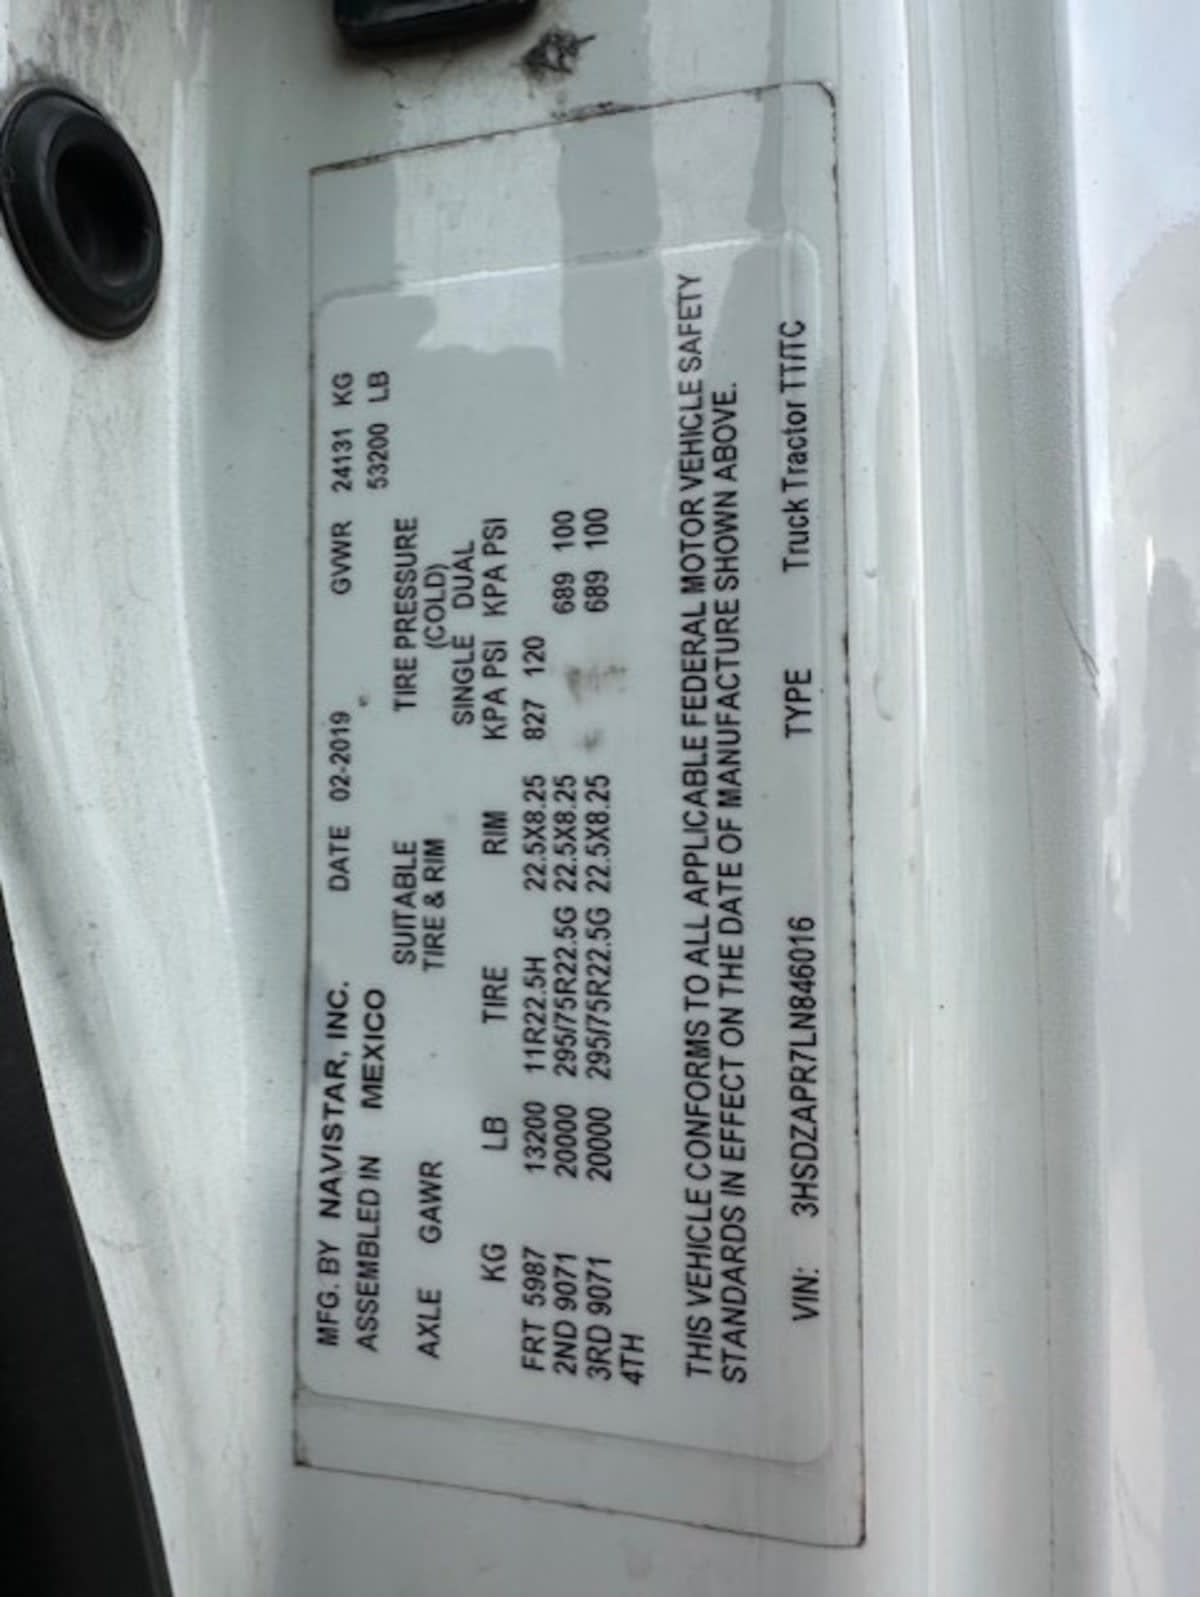 MFG. BY NAVISTAR, INC. DATE 02-2019 GVWR 24131 KG
ASSEMBLED IN MEXICO 53200 LB
AXLE GAWR SUITABLE TIRE PRESSURE
TIRE & RIM (COLD)
SINGLE DUAL
KG LB TIRE RIM KPA PSI KPA PSI
FRT 5987 13200 11R22.5H 22.5X8.25 827 120
2ND 9071 20000 295/75R22.5G 22.5X8.25 689 100
3RD 9071 20000 295/75R22.5G 22.5X8.25 689 100
4TH
THIS VEHICLE CONFORMS TO ALL APPLICABLE FEDERAL MOTOR VEHICLE SAFETY
STANDARDS IN EFFECT ON THE DATE OF MANUFACTURE SHOWN ABOVE.
VIN: 3HSDZAPR7LN846016 TYPE Truck Tractor TT/TC